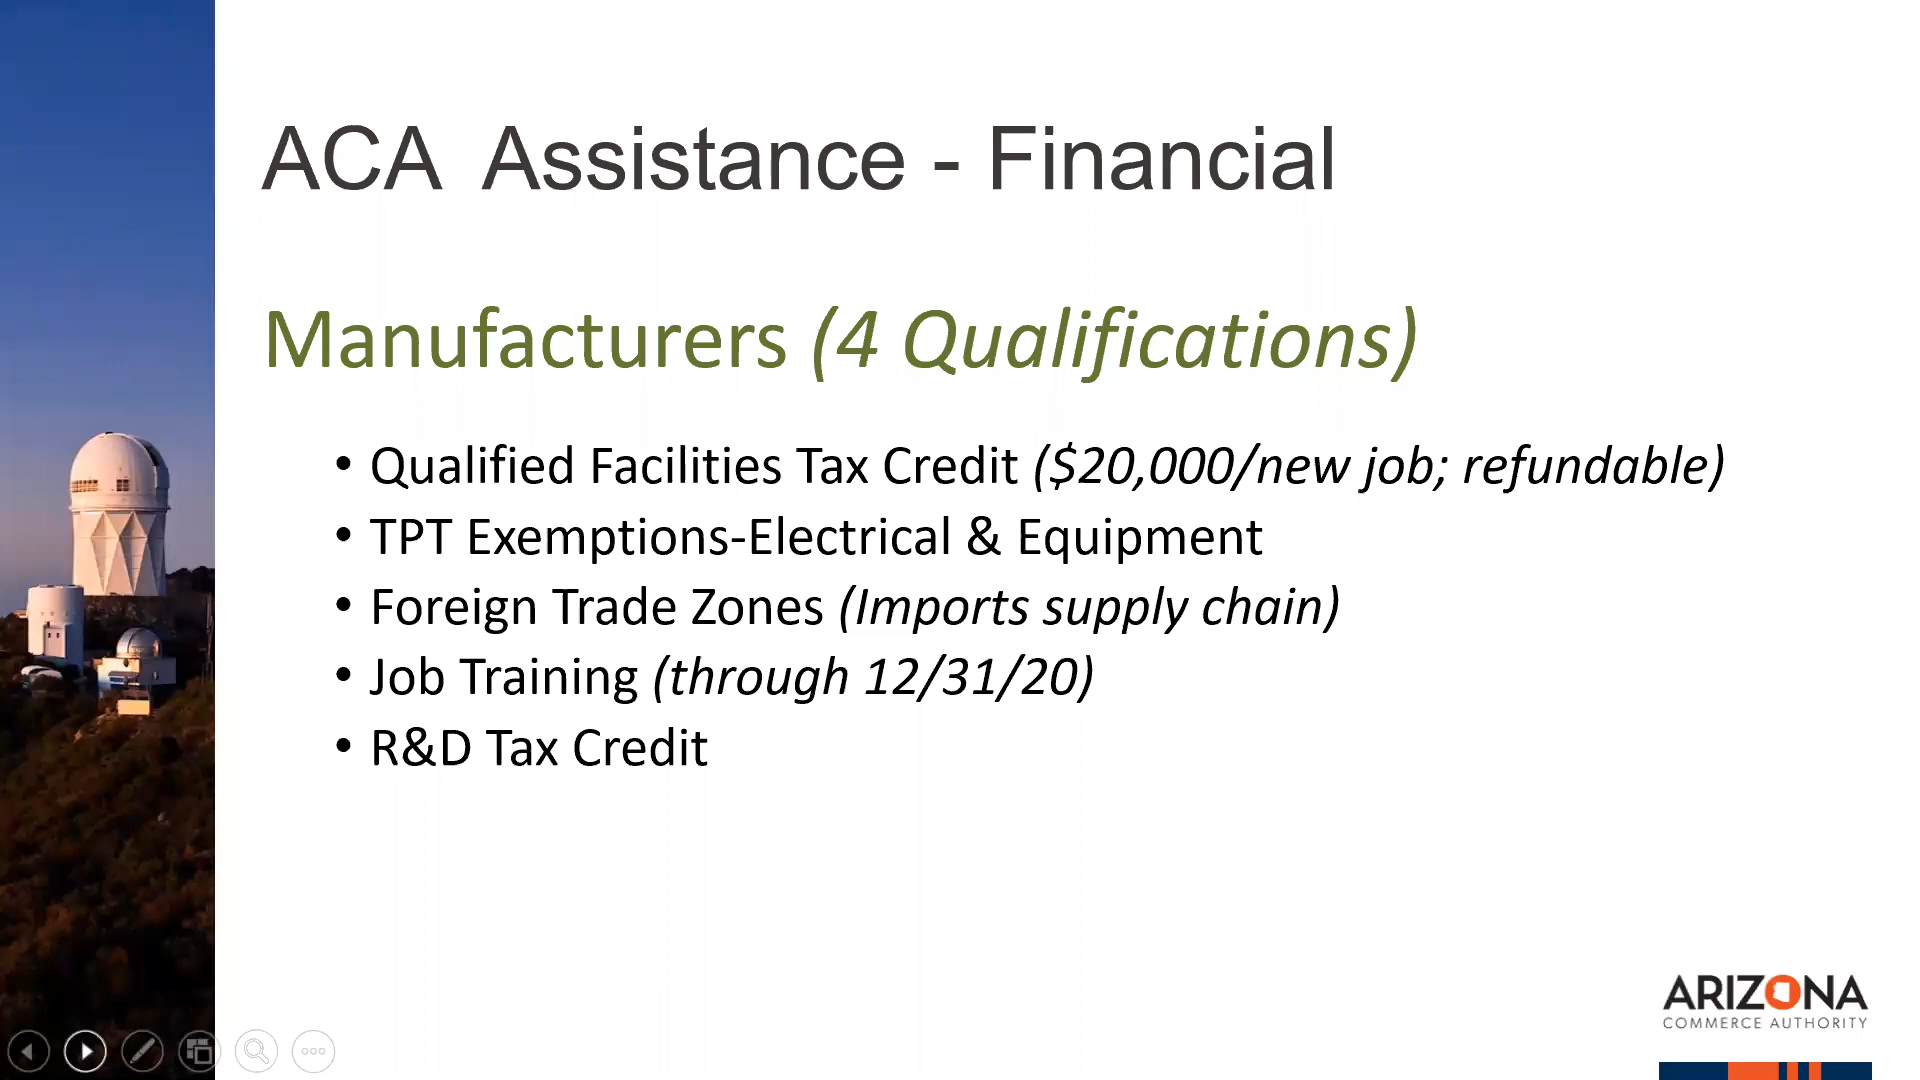 ACA Assistance - Financial
Manufacturers (4 Qualifications)
• Qualified Facilities Tax Credit ($20,000/new job; refundable)
• TPT Exemptions-Electrical & Equipment
• Foreign Trade Zones (Imports supply chain)
• Job Training (through 12/31/20)
• R&D Tax Credit
ARIZONA
COMMERCE AUTHORITY